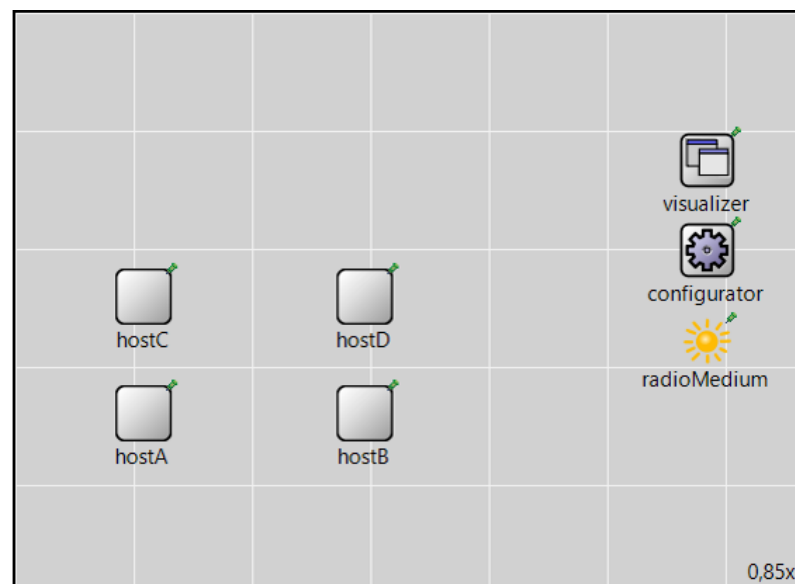 visualizer
configurator
hostC
hostD
radioMedium
hostA
hostB
0,85x